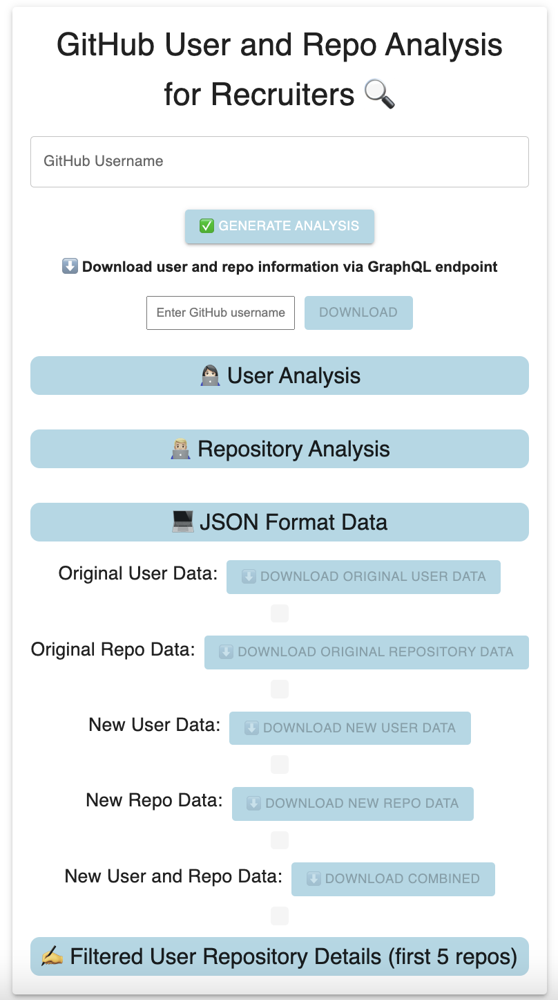 GitHub User and Repo Analysis
for Recruiters 🔍
GitHub Username
✅ GENERATE ANALYSIS
⬇️ Download user and repo information via GraphQL endpoint
Enter GitHub username DOWNLOAD
👩🏻‍💻 User Analysis
👨🏼‍💻 Repository Analysis
💻 JSON Format Data
Original User Data: ⬇️ DOWNLOAD ORIGINAL USER DATA
Original Repo Data: ⬇️ DOWNLOAD ORIGINAL REPOSITORY DATA
New User Data: ⬇️ DOWNLOAD NEW USER DATA
New Repo Data: ⬇️ DOWNLOAD NEW REPO DATA
New User and Repo Data: ⬇️ DOWNLOAD COMBINED
✍️ Filtered User Repository Details (first 5 repos)